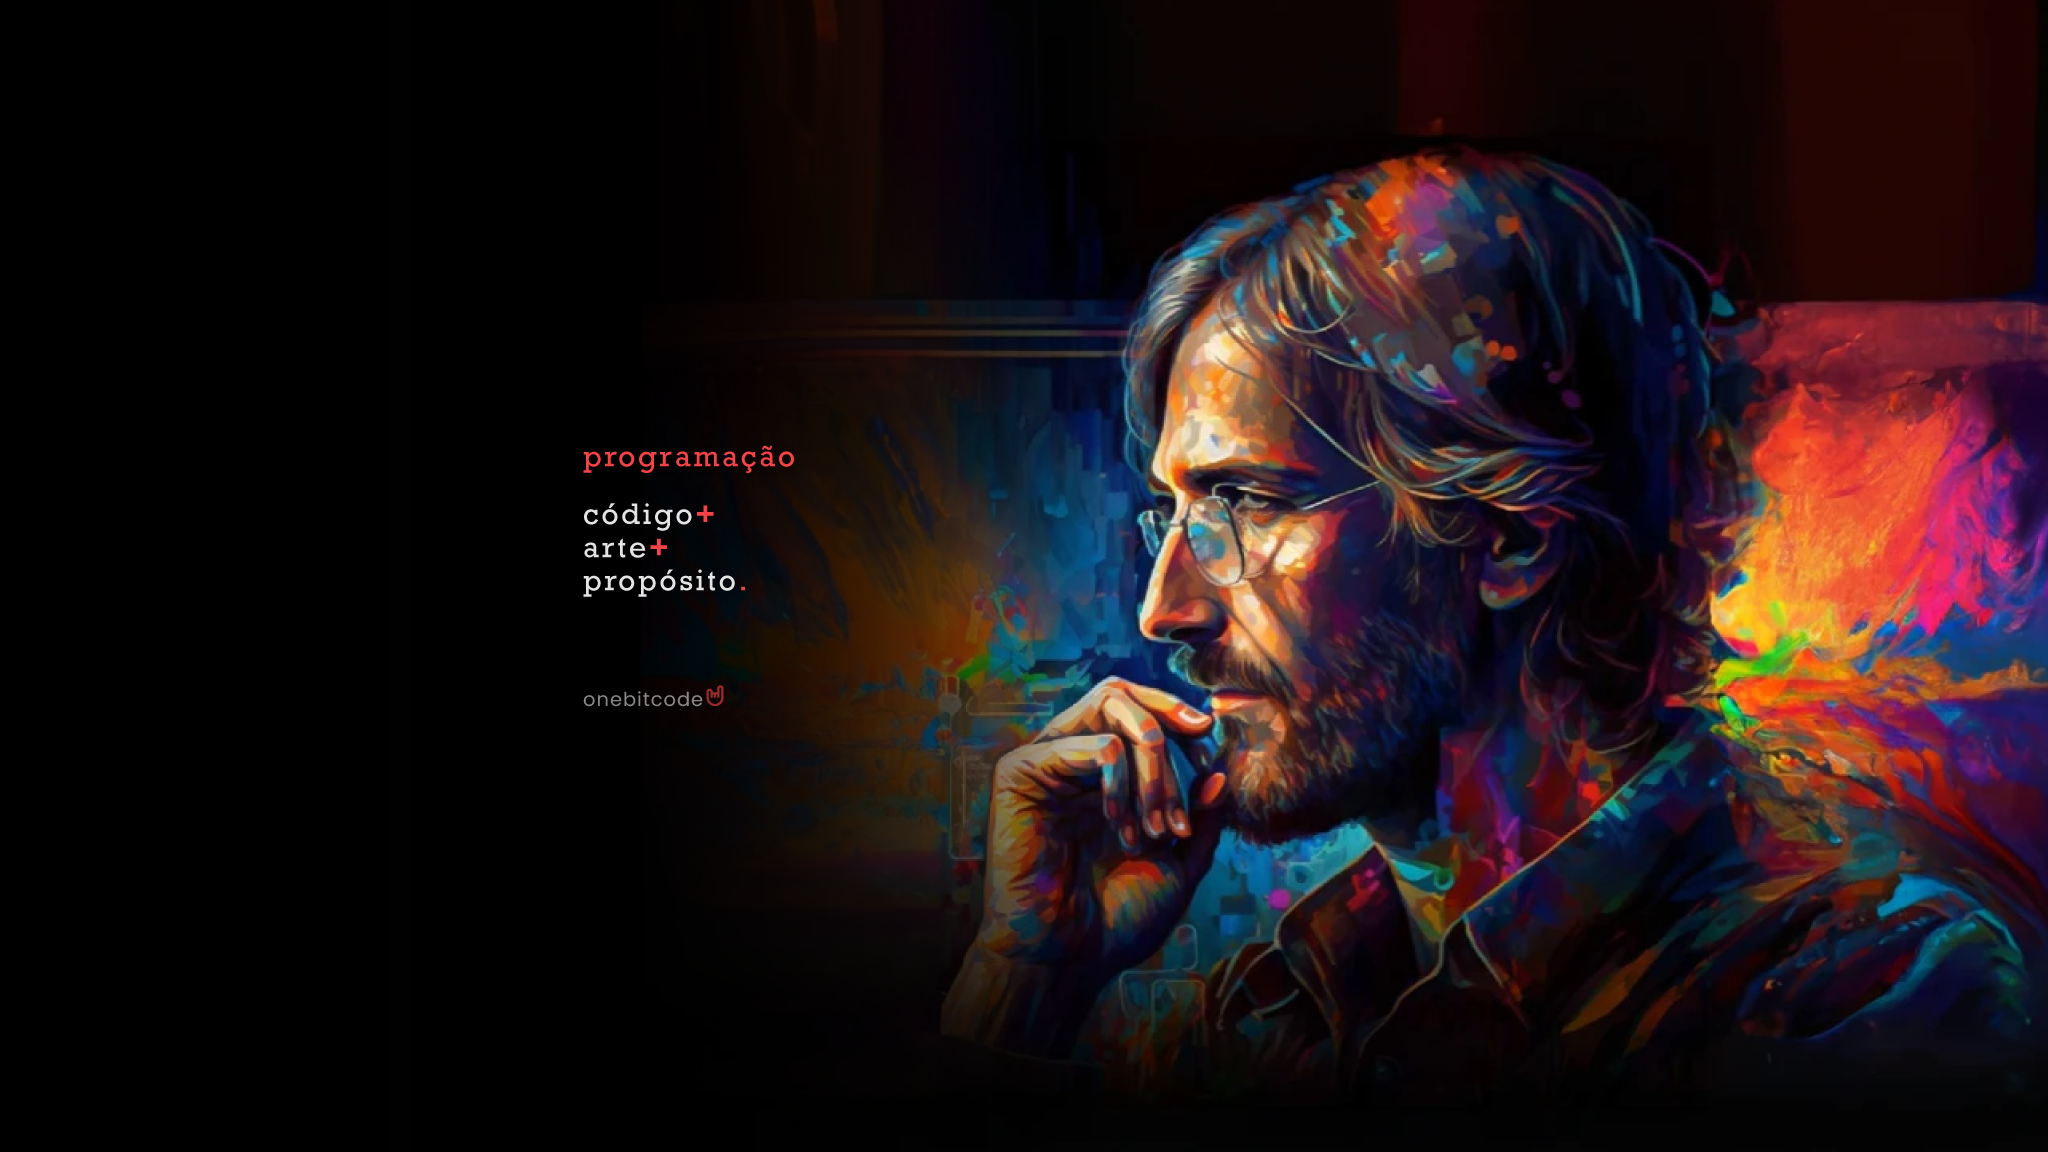 programação
código+
arte+
propósito.
onebitcode